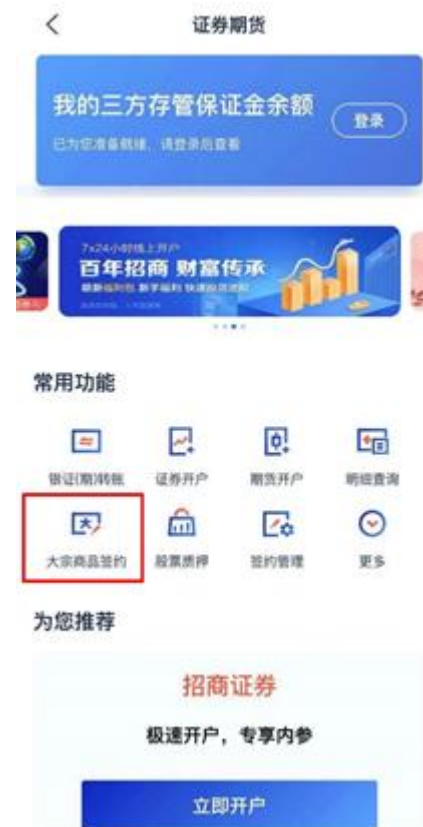 证券期货
我的三方存管保证金余额
登录
已为您准备就绪，请登录后查看
7x24小时线上开户
百年招商 财富传承
常用功能
银证(期)转账
证券开户
期货开户
明细查询
大宗商品签约
股票质押
签约管理
更多
为您推荐
招商证券
极速开户，专享内参
立即开户